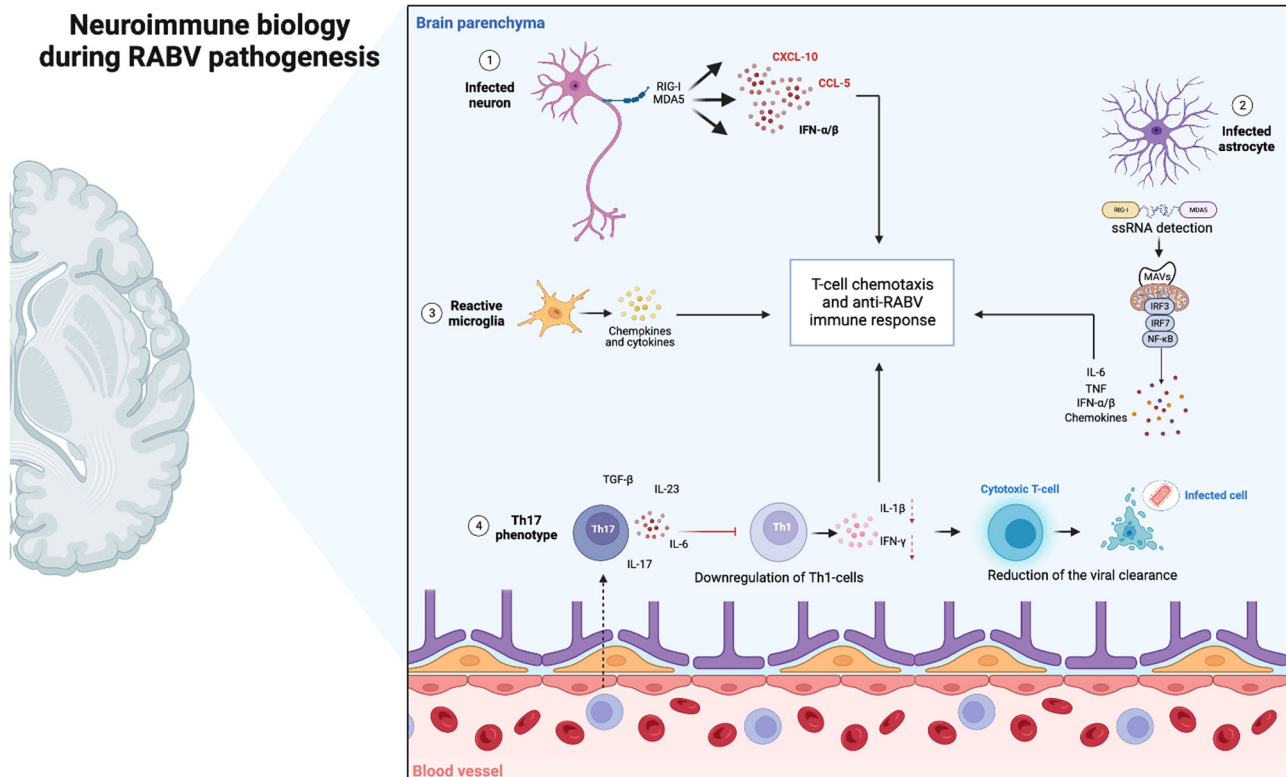 Neuroimmune biology
during RABV pathogenesis
Brain parenchyma
1
Infected
neuron
RIG-I
MDA5
CXCL-10
CCL-5
IFN-α/β
2
Infected
astrocyte
RIG-I
MDA5
ssRNA detection
MAVs
IRF3
IRF7
NF-κB
IL-6
TNF
IFN-α/β
Chemokines
T-cell chemotaxis
and anti-RABV
immune response
3
Reactive
microglia
Chemokines
and cytokines
4
Th17
phenotype
Th17
TGF-β
IL-23
IL-6
IL-17
Th1
Downregulation of Th1-cells
IL-1β
IFN-γ
Cytotoxic T-cell
Infected cell
Reduction of the viral clearance
Blood vessel